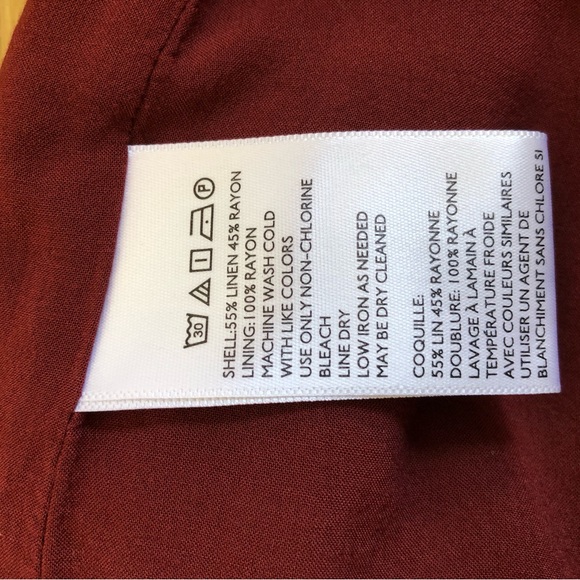 30 P
SHELL:55% LINEN 45% RAYON
LINING:100% RAYON
MACHINE WASH COLD
WITH LIKE COLORS
USE ONLY NON-CHLORINE
BLEACH
LINE DRY
LOW IRON AS NEEDED
MAY BE DRY CLEANED
COQUILLE:
55% LIN 45% RAYONNE
DOUBLURE: 100% RAYONNE
LAVAGE À LAMAIN À
TEMPÉRATURE FROIDE
AVEC COULEURS SIMILAIRES
UTILISER UN AGENT DE
BLANCHIMENT SANS CHLORE SI